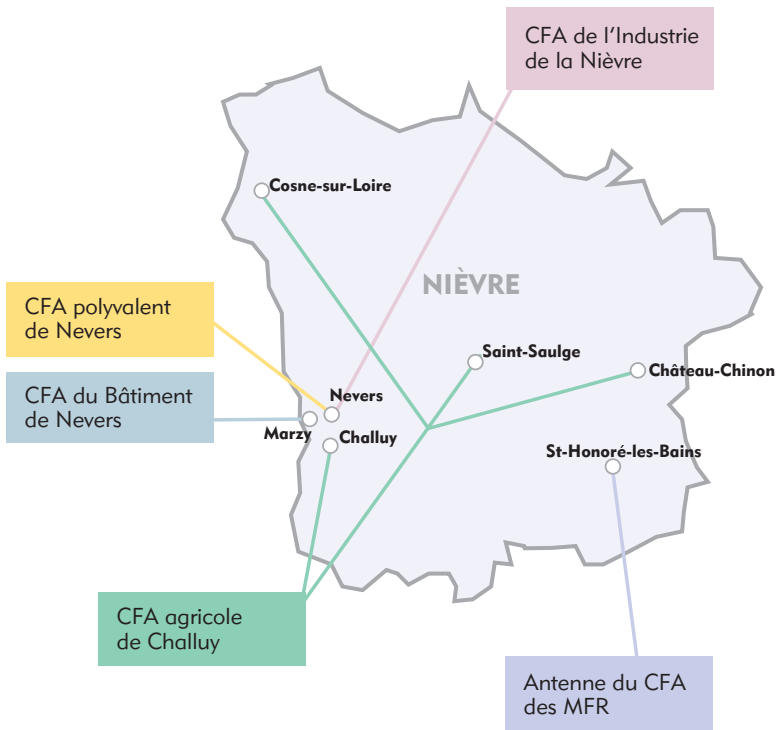 CFA de l'Industrie
de la Nièvre
Cosne-sur-Loire
NIÈVRE
CFA polyvalent
de Nevers
Saint-Saulge
Château-Chinon
CFA du Bâtiment
de Nevers
Nevers
Marzy
Challuy
St-Honoré-les-Bains
CFA agricole
de Challuy
Antenne du CFA
des MFR